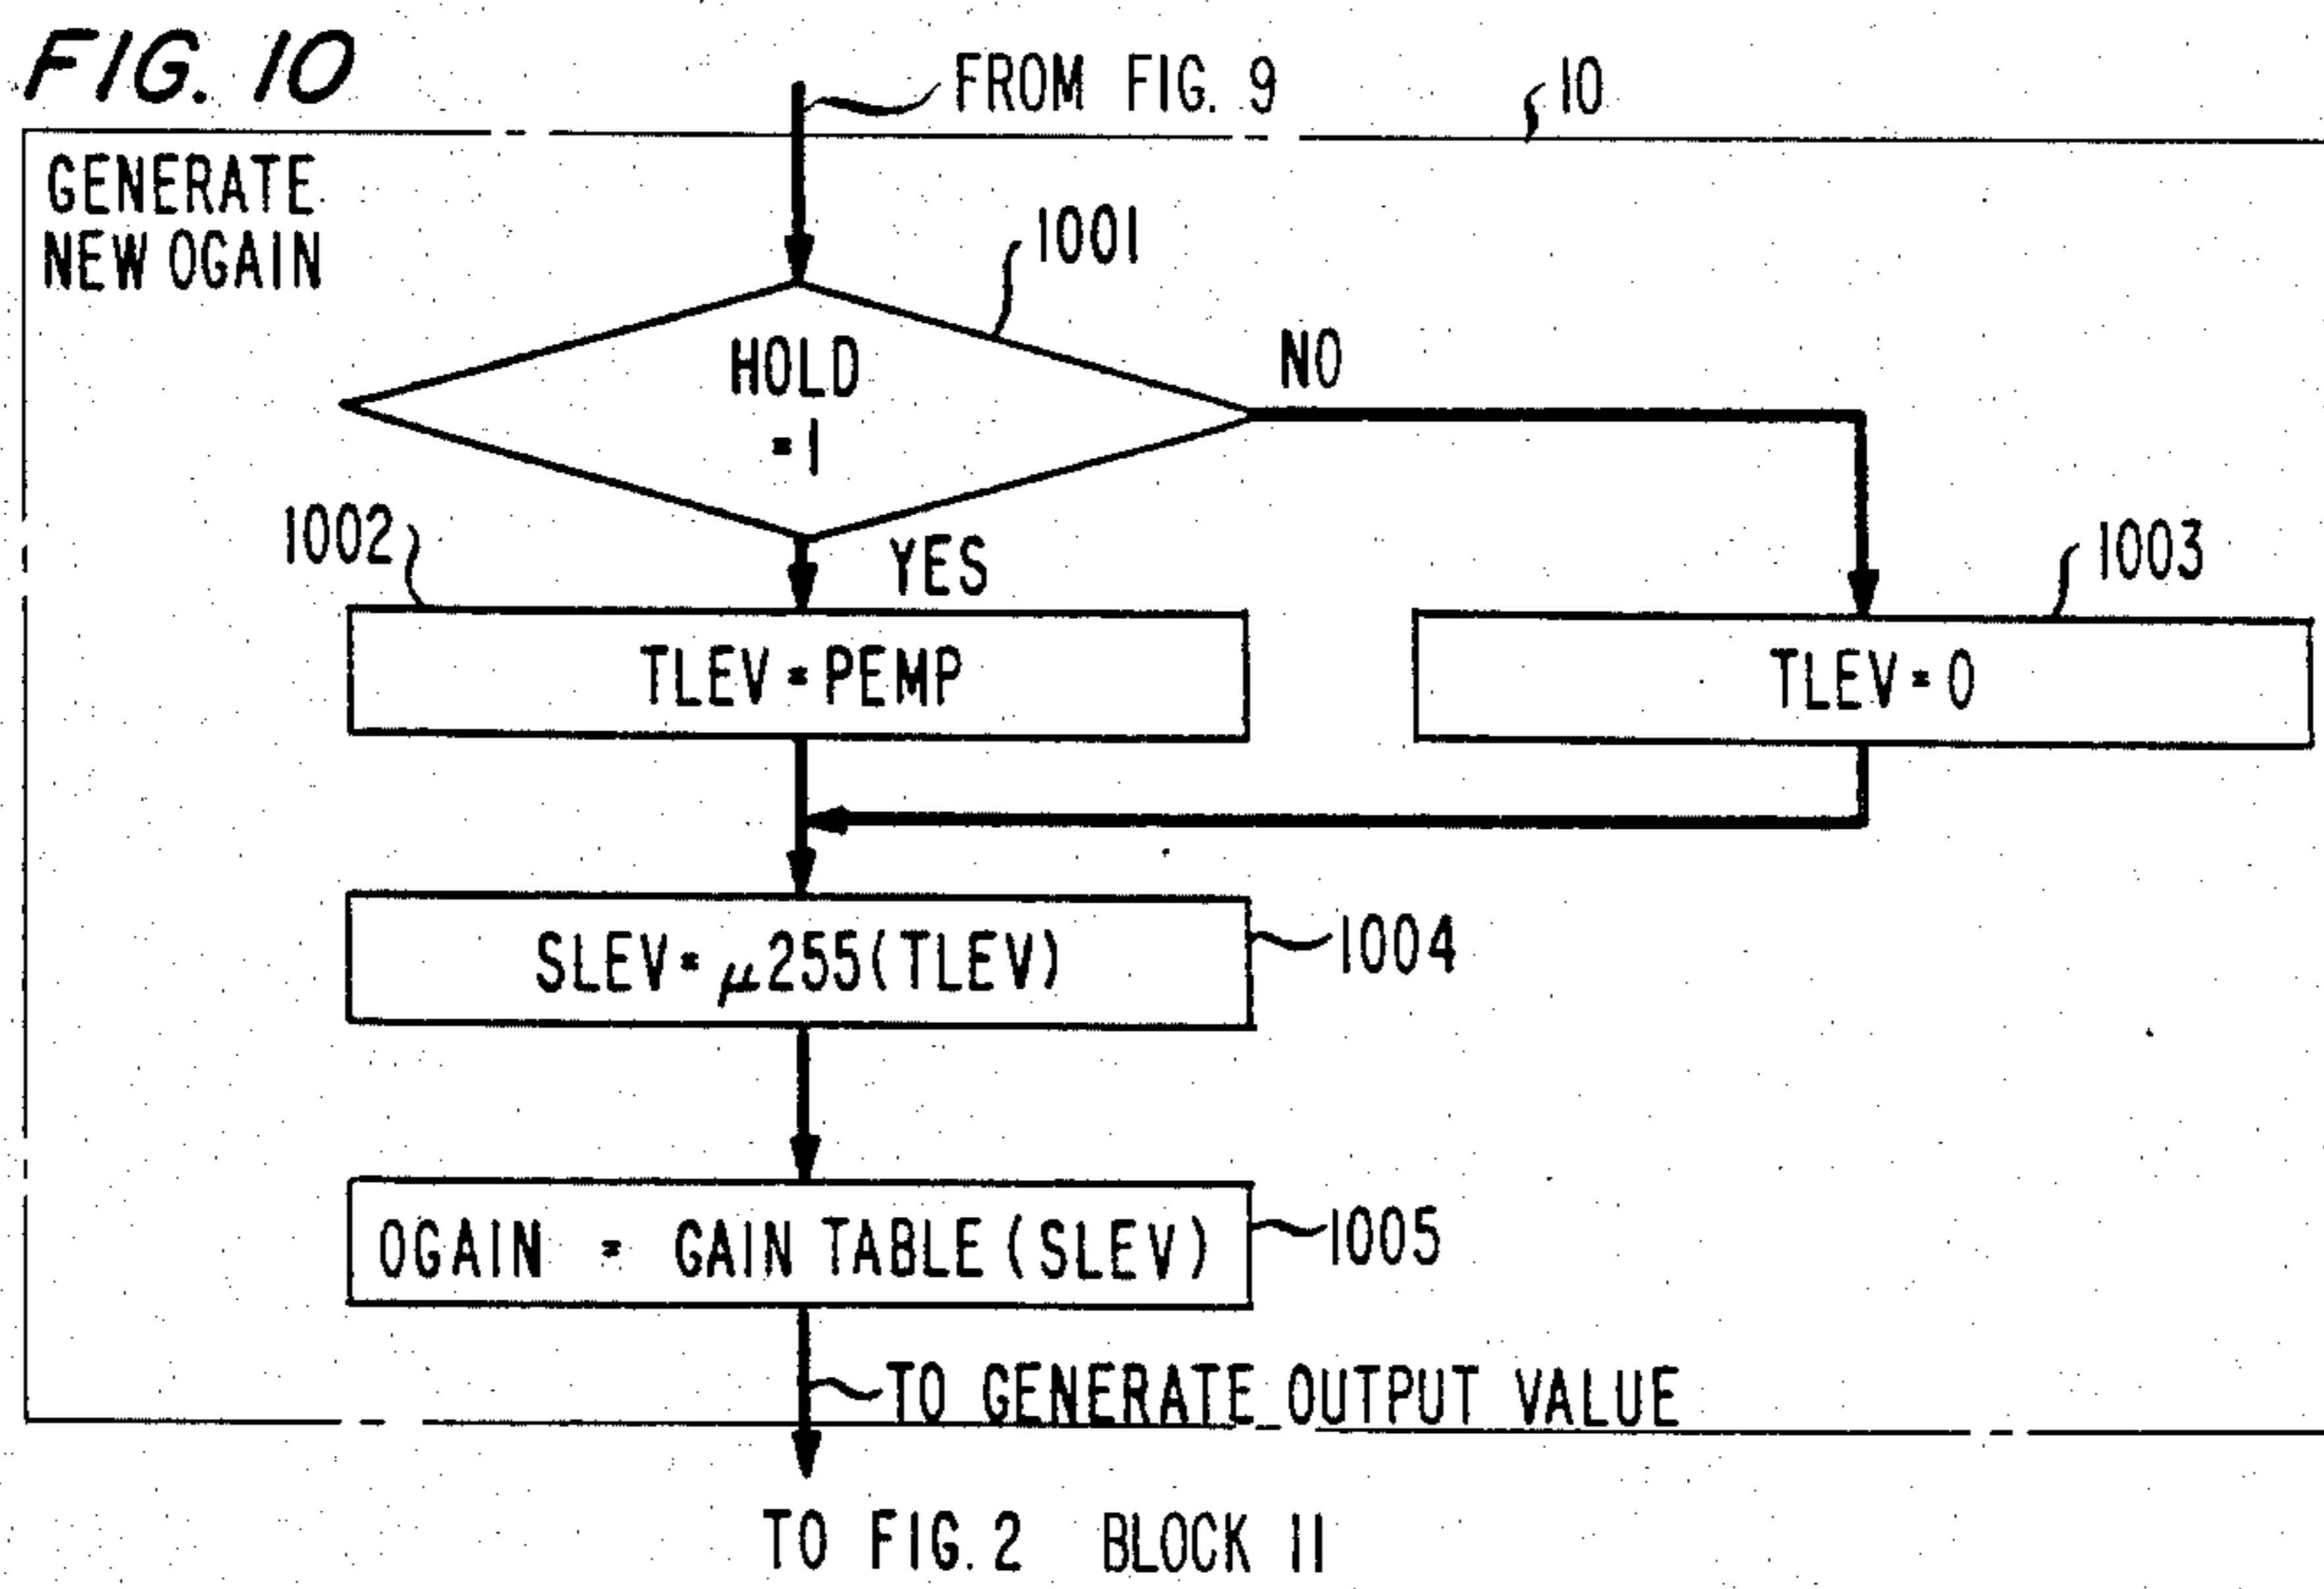 FIG. 10
FROM FIG. 9
10
GENERATE
NEW OGAIN
1001
HOLD
=1
NO
YES
1002
1003
TLEV = PEMP
TLEV = 0
SLEV = μ255(TLEV)
1004
OGAIN = GAIN TABLE (SLEV)
1005
TO GENERATE OUTPUT VALUE
TO FIG. 2 BLOCK 11